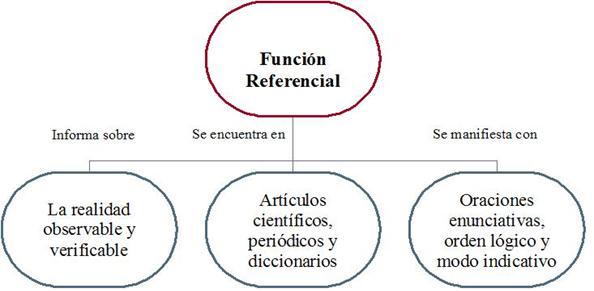 Función
Referencial
Informa sobre
Se encuentra en
Se manifiesta con
La realidad
observable y
verificable
Artículos
científicos,
periódicos y
diccionarios
Oraciones
enunciativas,
orden lógico y
modo indicativo